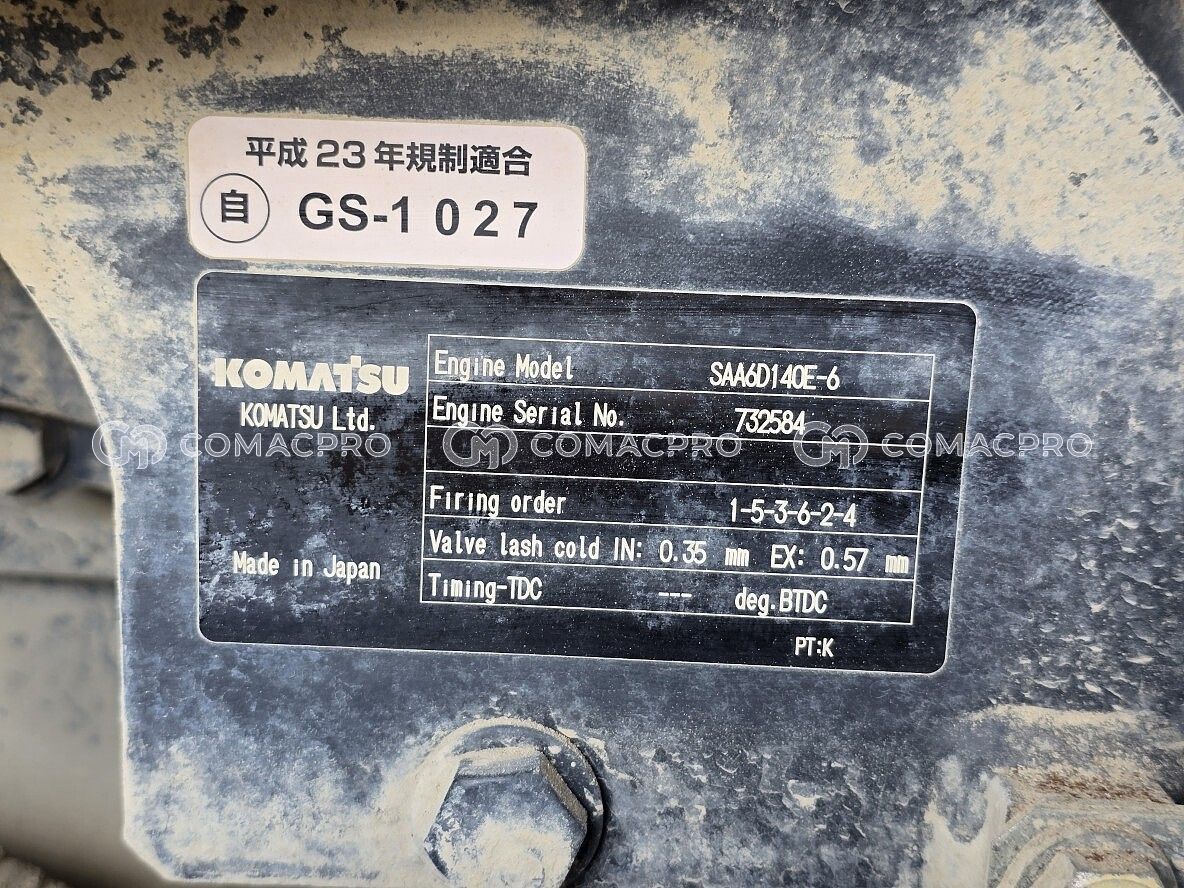 平成23年規制適合
自 GS-1027
KOMATSU
KOMATSU Ltd.
Made in Japan
Engine Model SAA6D140E-6
Engine Serial No. 732584
Firing order 1-5-3-6-2-4
Valve lash cold IN: 0.35 mm EX: 0.57 mm
Timing-TDC --- deg.BTDC
PT:K
COMACPRO COMACPRO COMACPRO